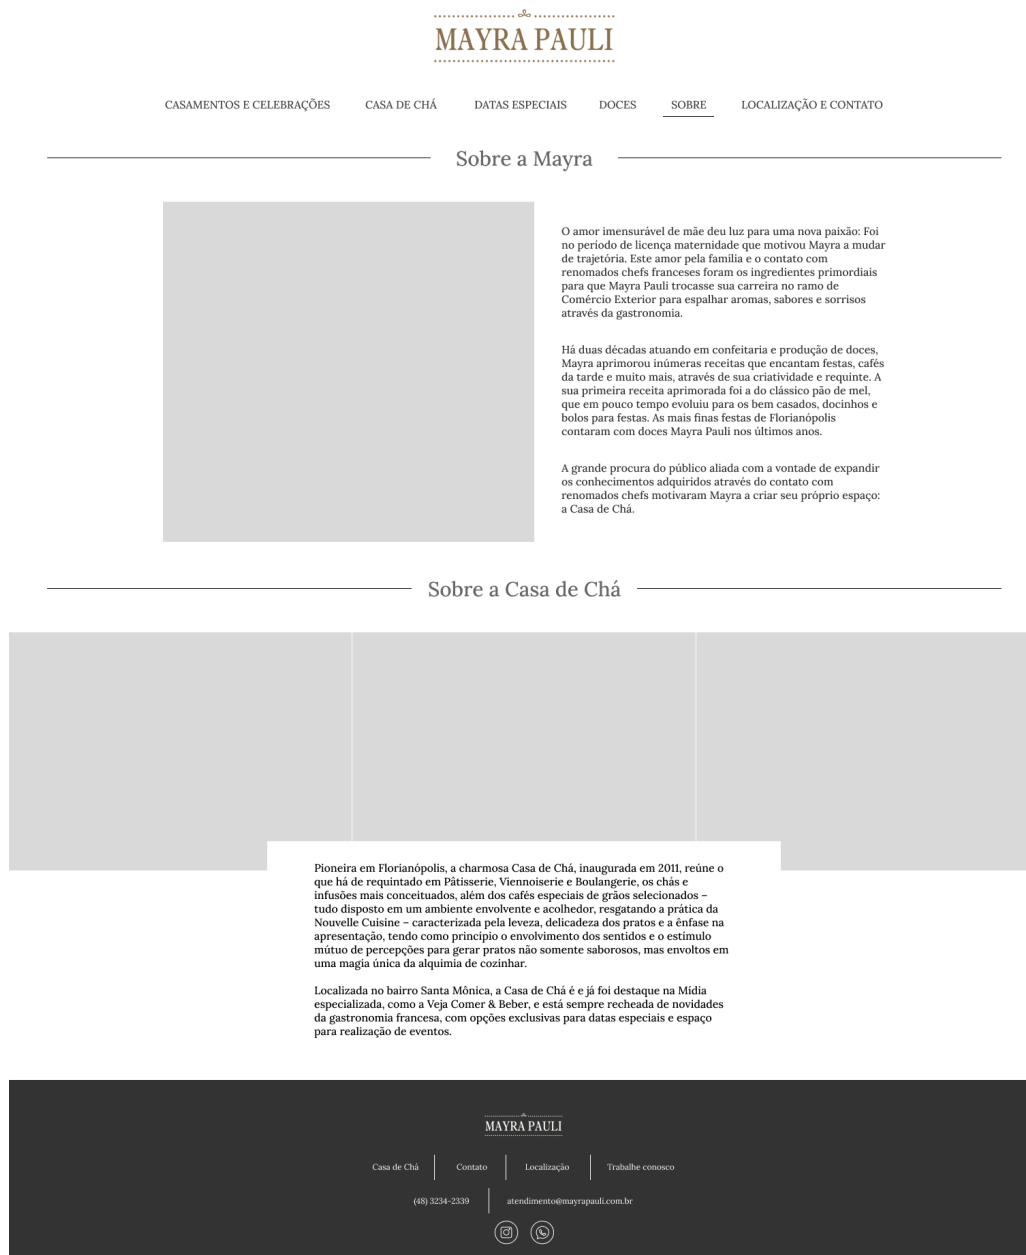 MAYRA PAULI
CASAMENTOS E CELEBRAÇÕES CASA DE CHÁ DATAS ESPECIAIS DOCES SOBRE LOCALIZAÇÃO E CONTATO
Sobre a Mayra
O amor imensurável de mãe deu luz para uma nova paixão: Foi
no período de licença maternidade que motivou Mayra a mudar
de trajetória. Este amor pela família e o contato com
renomados chefs franceses foram os ingredientes primordiais
para que Mayra Pauli trocasse sua carreira no ramo de
Comércio Exterior para espalhar aromas, sabores e sorrisos
através da gastronomia.
Há duas décadas atuando em confeitaria e produção de doces,
Mayra aprimorou inúmeras receitas que encantam festas, cafés
da tarde e muito mais, através de sua criatividade e requinte. A
sua primeira receita aprimorada foi a do clássico pão de mel,
que em pouco tempo evoluiu para os bem casados, docinhos e
bolos para festas. As mais finas festas de Florianópolis
contaram com doces Mayra Pauli nos últimos anos.
A grande procura do público aliada com a vontade de expandir
os conhecimentos adquiridos através do contato com
renomados chefs motivaram Mayra a criar seu próprio espaço:
a Casa de Chá.
Sobre a Casa de Chá
Pioneira em Florianópolis, a charmosa Casa de Chá, inaugurada em 2011, reúne o
que há de requintado em Pâtisserie, Viennoiserie e Boulangerie, os chás e
infusões mais conceituados, além dos cafés especiais de grãos selecionados –
tudo disposto em um ambiente envolvente e acolhedor, resgatando a prática da
Nouvelle Cuisine – caracterizada pela leveza, delicadeza dos pratos e a ênfase na
apresentação, tendo como princípio o envolvimento dos sentidos e o estímulo
mútuo de percepções para gerar pratos não somente saborosos, mas envoltos em
uma magia única da alquimia de cozinhar.
Localizada no bairro Santa Mônica, a Casa de Chá é e já foi destaque na Mídia
especializada, como a Veja Comer & Beber, e está sempre recheada de novidades
da gastronomia francesa, com opções exclusivas para datas especiais e espaço
para realização de eventos.
MAYRA PAULI
Casa de Chá Contato Localização Trabalhe conosco
(48) 3234-2339 atendimento@mayrapauli.com.br